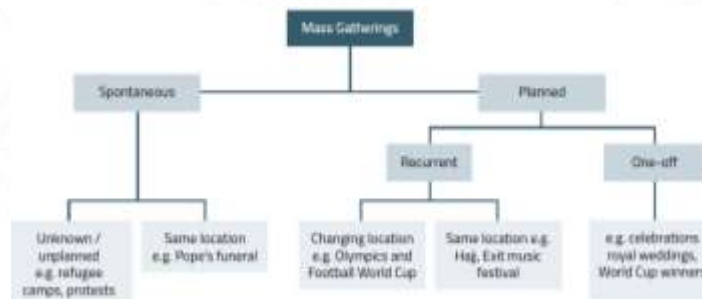 Mass Gatherings
Spontaneous
Planned
Recurrent
One-off
Unknown /
unplanned
e.g. refugee
camps, protests
Same location
e.g. Pope's funeral
Changing location
e.g. Olympics and
Football World Cup
Same location e.g.
Hajj, Exit music
festival
e.g. celebrations
royal weddings,
World Cup winners